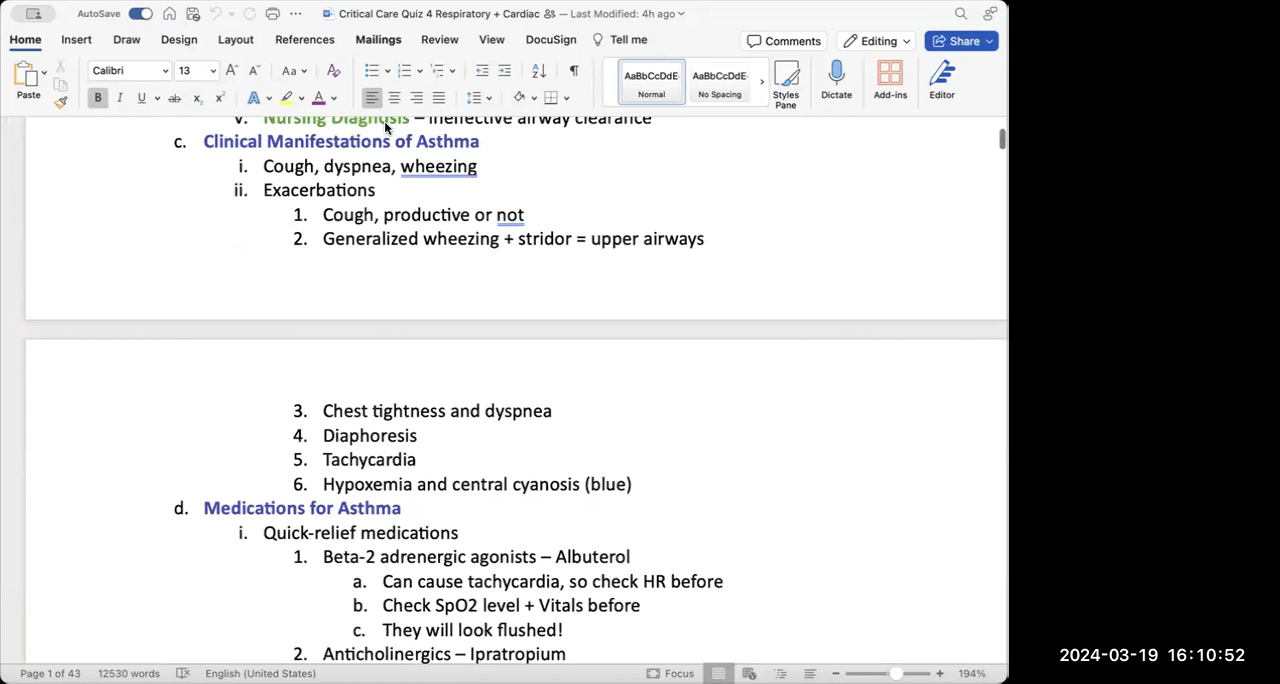 AutoSave
Critical Care Quiz 4 Respiratory + Cardiac — Last Modified: 4h ago
Home Insert Draw Design Layout References Mailings Review View DocuSign Tell me Comments Editing Share
Paste
Calibri 13
AaBbCcDdE AaBbCcDdE
Normal No Spacing
Styles Pane
Dictate
Add-ins
Editor
v. Nursing Diagnosis – ineffective airway clearance
c. Clinical Manifestations of Asthma
i. Cough, dyspnea, wheezing
ii. Exacerbations
1. Cough, productive or not
2. Generalized wheezing + stridor = upper airways
3. Chest tightness and dyspnea
4. Diaphoresis
5. Tachycardia
6. Hypoxemia and central cyanosis (blue)
d. Medications for Asthma
i. Quick-relief medications
1. Beta-2 adrenergic agonists – Albuterol
a. Can cause tachycardia, so check HR before
b. Check SpO2 level + Vitals before
c. They will look flushed!
2. Anticholinergics – Ipratropium
Page 1 of 43 12530 words English (United States) Focus 194%
2024-03-19 16:10:52